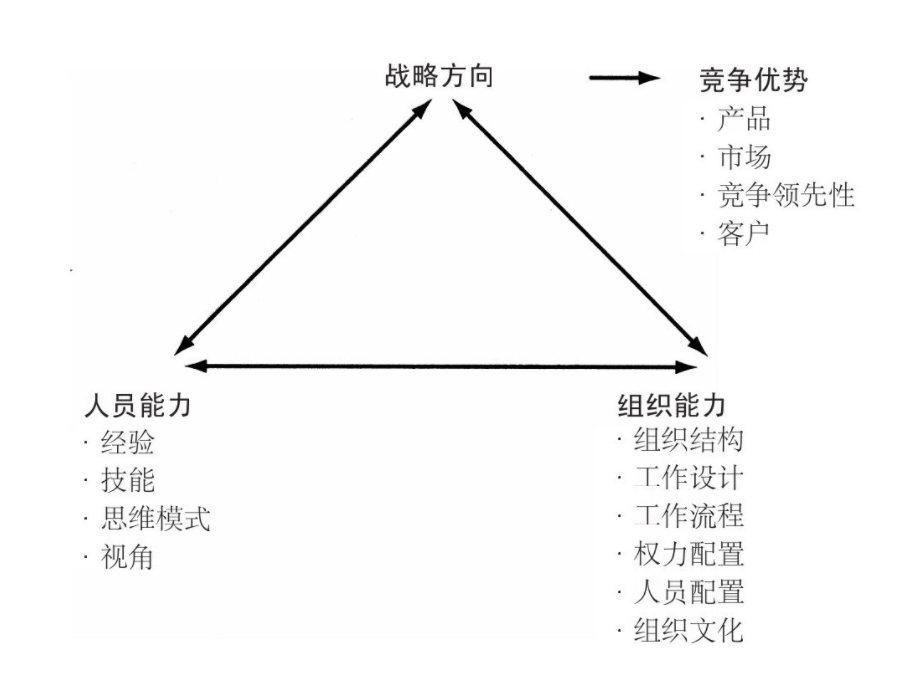 战略方向
竞争优势
· 产品
· 市场
· 竞争领先性
· 客户
人员能力
· 经验
· 技能
· 思维模式
· 视角
组织能力
· 组织结构
· 工作设计
· 工作流程
· 权力配置
· 人员配置
· 组织文化